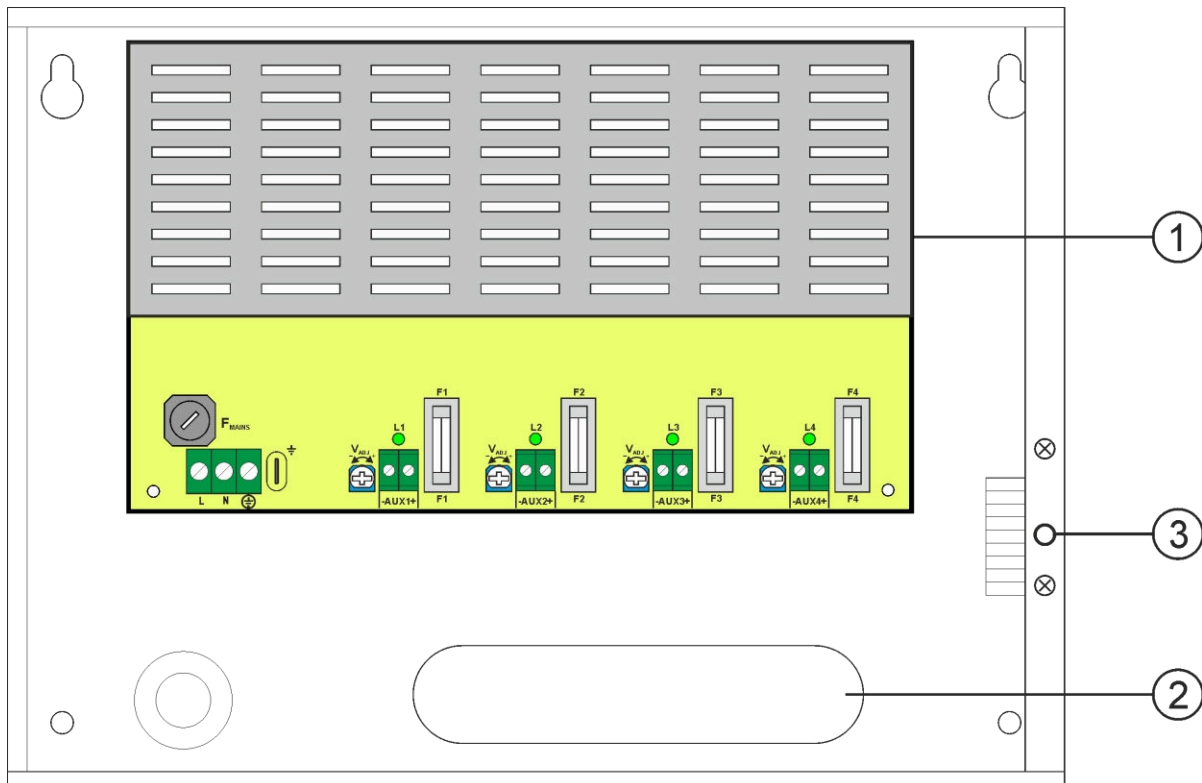 1
F1 F2 F3 F4
FMAINS
L1 L2 L3 L4
VADJ. VADJ. VADJ. VADJ.
- + - + - + - +
L N
F1 F2 F3 F4
-AUX1+ -AUX2+ -AUX3+ -AUX4+
3
2